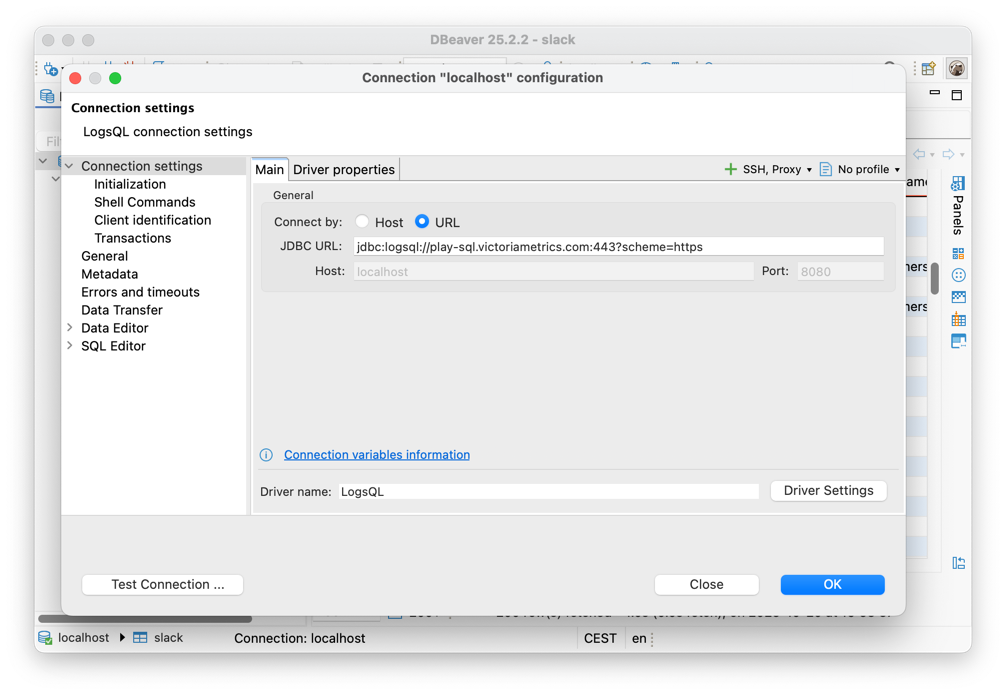 DBeaver 25.2.2 - slack
Connection "localhost" configuration
Connection settings
LogsQL connection settings
Connection settings
Initialization
Shell Commands
Client identification
Transactions
General
Metadata
Errors and timeouts
Data Transfer
Data Editor
SQL Editor
Main
Driver properties
SSH, Proxy
No profile
General
Connect by:
Host
URL
JDBC URL:
jdbc:logsql://play-sql.victoriametrics.com:443?scheme=https
Host:
localhost
Port:
8080
Connection variables information
Driver name:
LogsQL
Driver Settings
Test Connection ...
Close
OK
Panels
localhost
slack
Connection: localhost
CEST
en